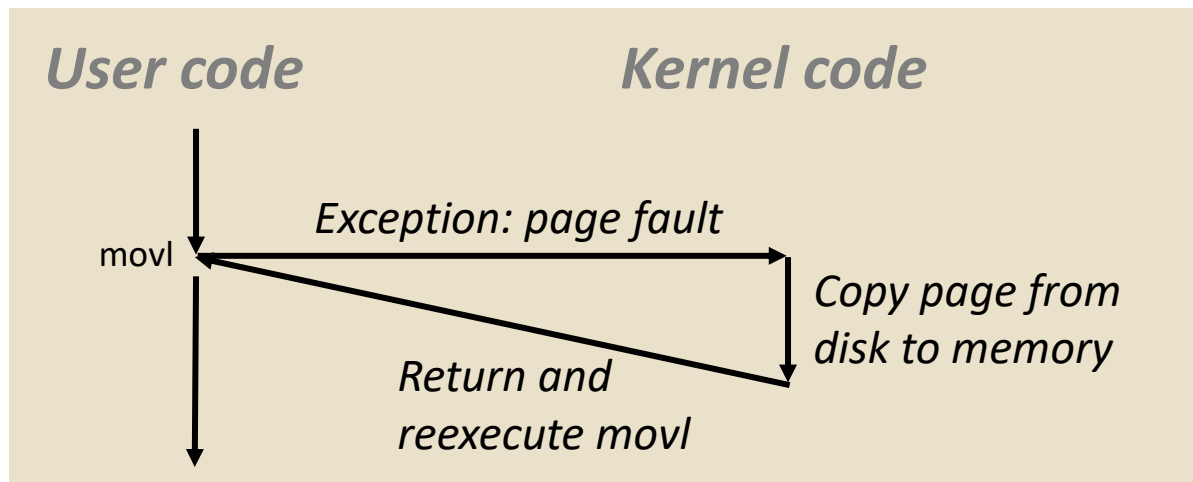 User code
Kernel code
Exception: page fault
movl
Copy page from
disk to memory
Return and
reexecute movl